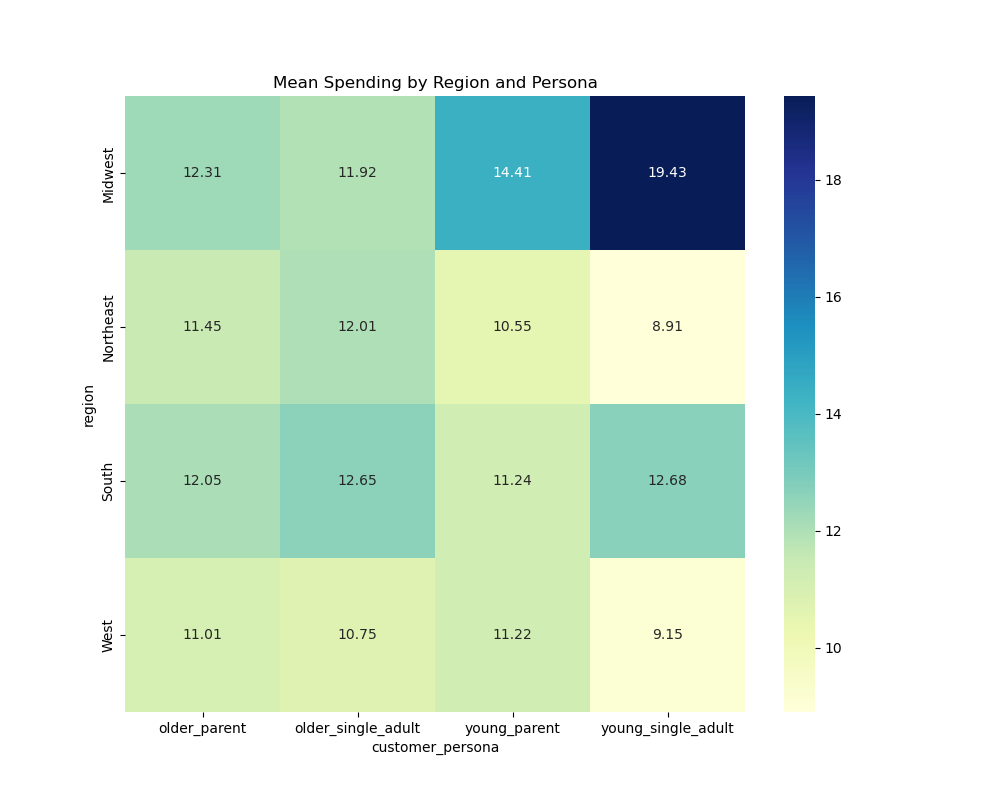 Mean Spending by Region and Persona
Midwest
12.31 11.92 14.41 19.43
Northeast
11.45 12.01 10.55 8.91
South
12.05 12.65 11.24 12.68
West
11.01 10.75 11.22 9.15
region
older_parent older_single_adult young_parent young_single_adult
customer_persona
18
16
14
12
10